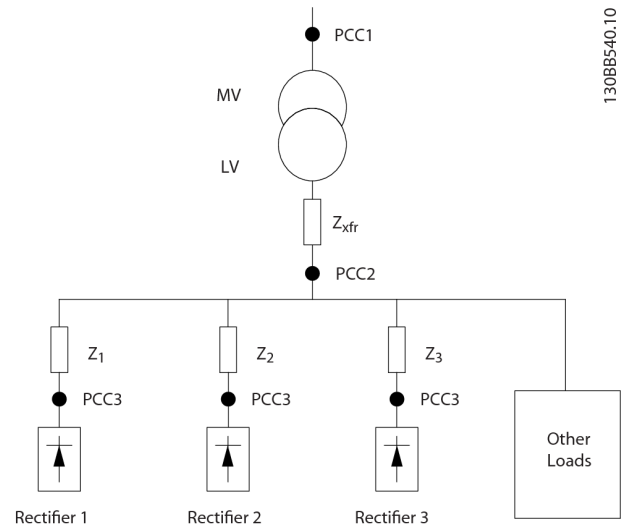 PCC1
130BB540.10
MV
LV
Zxfr
PCC2
Z1
Z2
Z3
PCC3
PCC3
PCC3
Other
Loads
Rectifier 1
Rectifier 2
Rectifier 3